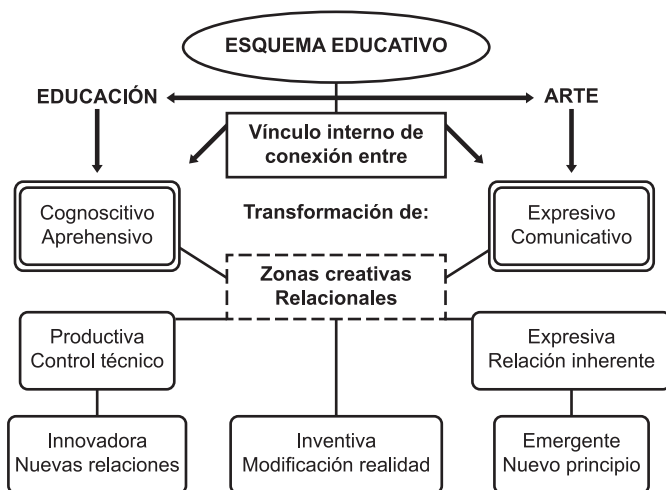 ESQUEMA EDUCATIVO
EDUCACIÓN
ARTE
Vínculo interno de
conexión entre
Cognoscitivo
Aprehensivo
Transformación de:
Expresivo
Comunicativo
Zonas creativas
Relacionales
Productiva
Control técnico
Expresiva
Relación inherente
Innovadora
Nuevas relaciones
Inventiva
Modificación realidad
Emergente
Nuevo principio